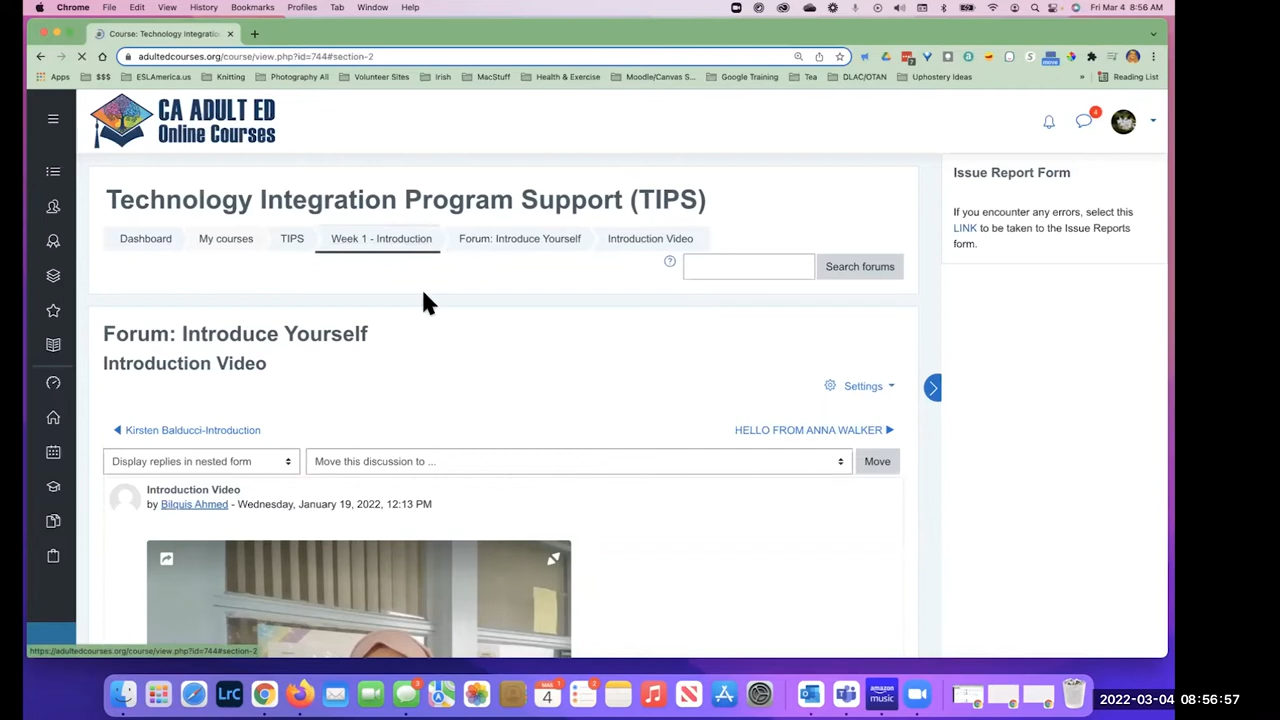 Chrome File Edit View History Bookmarks Profiles Tab Window Help Fri Mar 4 8:56 AM
Course: Technology Integratio
adultedcourses.org/course/view.php?id=744#section-2
Apps $$$ ESLAmerica.us Knitting Photography All Volunteer Sites Irish MacStuff Health & Exercise Moodle/Canvas S... Google Training Tea DLAC/OTAN Uphostery Ideas » Reading List
CA ADULT ED
Online Courses
4
Technology Integration Program Support (TIPS)
Dashboard My courses TIPS Week 1 - Introduction Forum: Introduce Yourself Introduction Video
Search forums
Issue Report Form
If you encounter any errors, select this
LINK to be taken to the Issue Reports
form.
Forum: Introduce Yourself
Introduction Video
Settings
Kirsten Balducci-Introduction HELLO FROM ANNA WALKER
Display replies in nested form Move this discussion to ... Move
Introduction Video
by Bilquis Ahmed - Wednesday, January 19, 2022, 12:13 PM
https://adultedcourses.org/course/view.php?id=744#section-2
LrC
MAR
4
amazon
music
2022-03-04 08:56:57